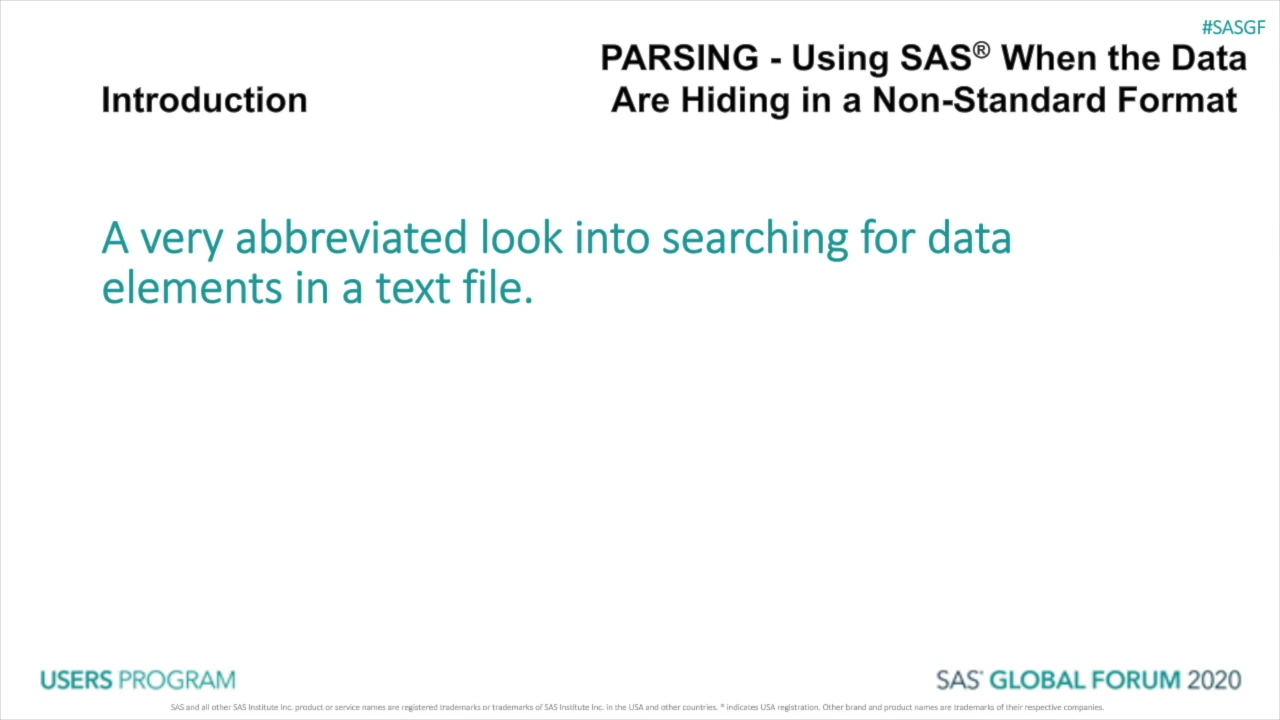 #SASGF
PARSING - Using SAS® When the Data
Introduction
Are Hiding in a Non-Standard Format
A very abbreviated look into searching for data
elements in a text file.
USERS PROGRAM
SAS® GLOBAL FORUM 2020
SAS and all other SAS Institute Inc. product or service names are registered trademarks or trademarks of SAS Institute Inc. in the USA and other countries. ® indicates USA registration. Other brand and product names are trademarks of their respective companies.